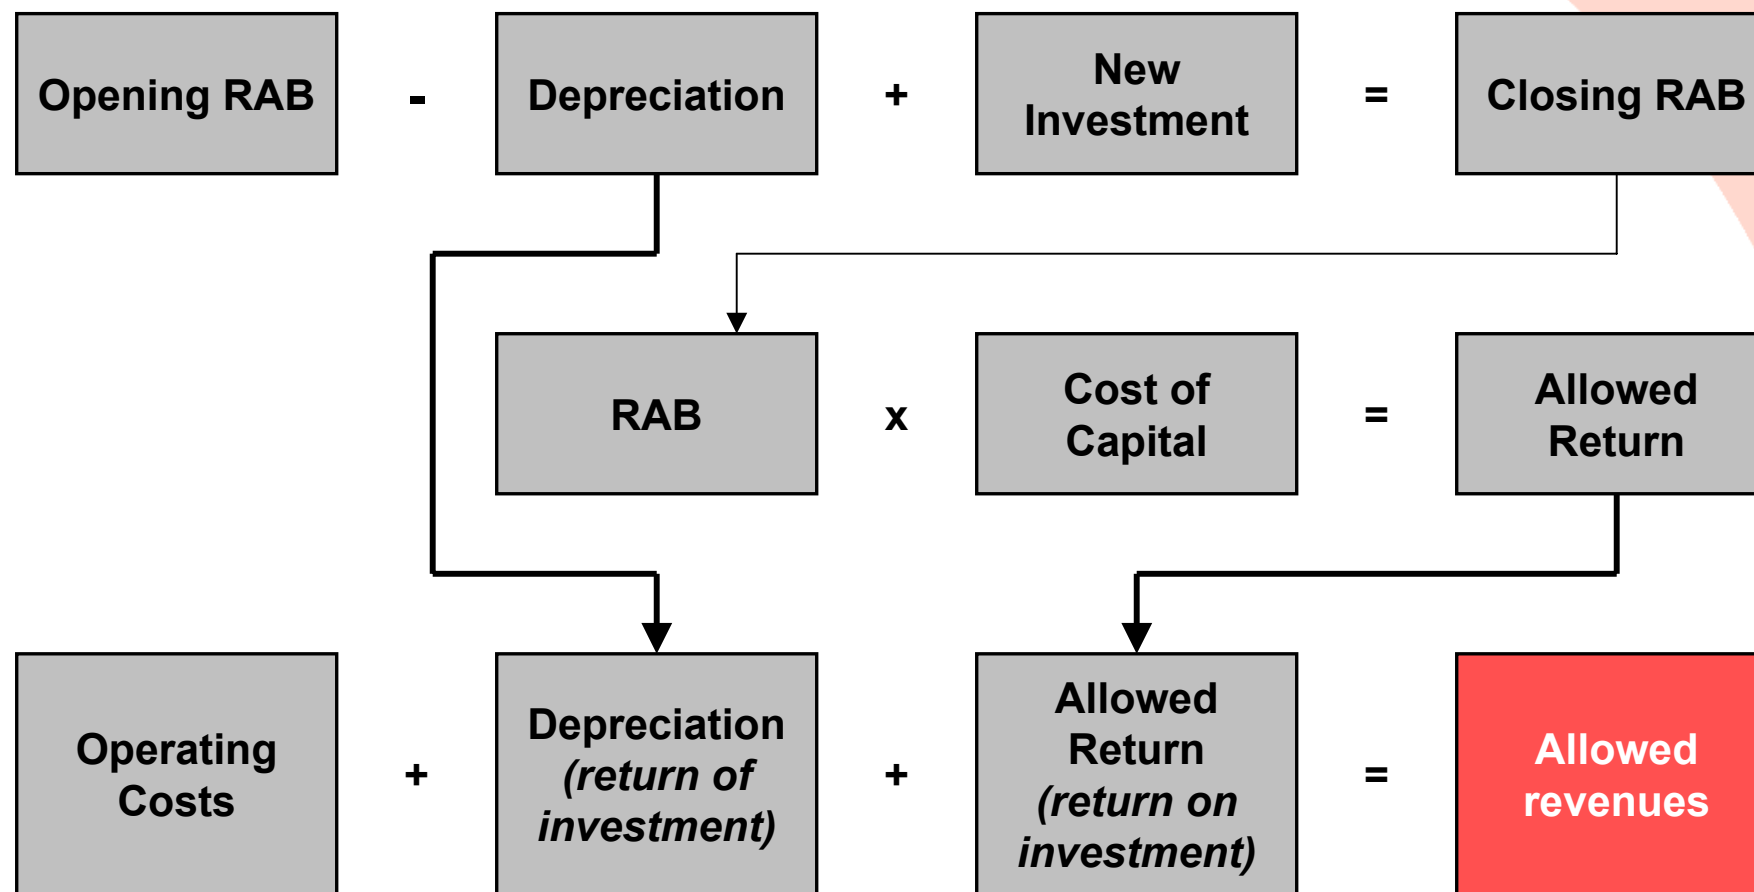 Opening RAB - Depreciation + New Investment = Closing RAB
RAB x Cost of Capital = Allowed Return
Operating Costs + Depreciation (return of investment) + Allowed Return (return on investment) = Allowed revenues